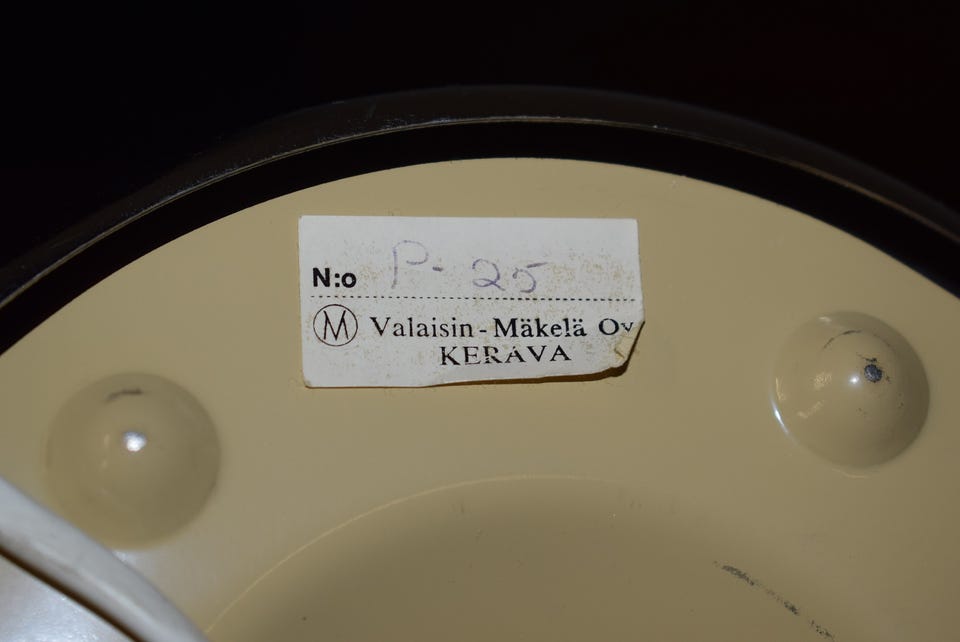 N:o P-25
M Valaisin-Mäkelä Oy
KERAVA